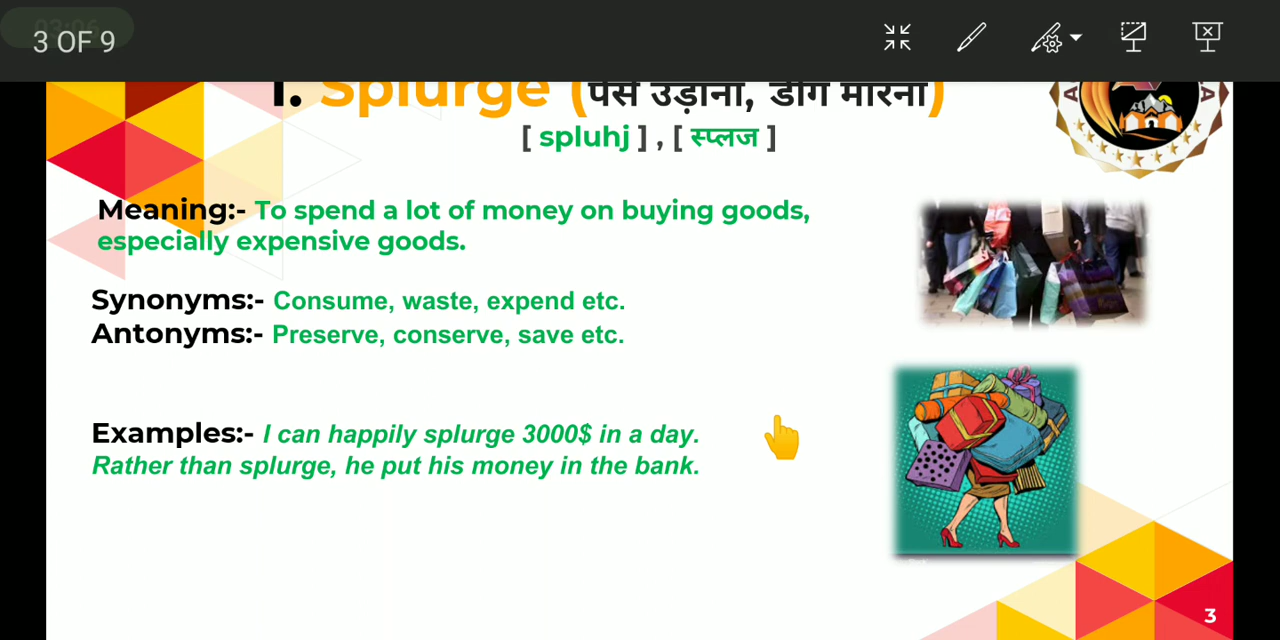 3 OF 9
1. Splurge (पैसे उड़ाना, डींग मारना)
[ spluhj ] , [ स्प्लज ]
Meaning:- To spend a lot of money on buying goods,
especially expensive goods.
Synonyms:- Consume, waste, expend etc.
Antonyms:- Preserve, conserve, save etc.
Examples:- I can happily splurge 3000$ in a day.
Rather than splurge, he put his money in the bank.
3